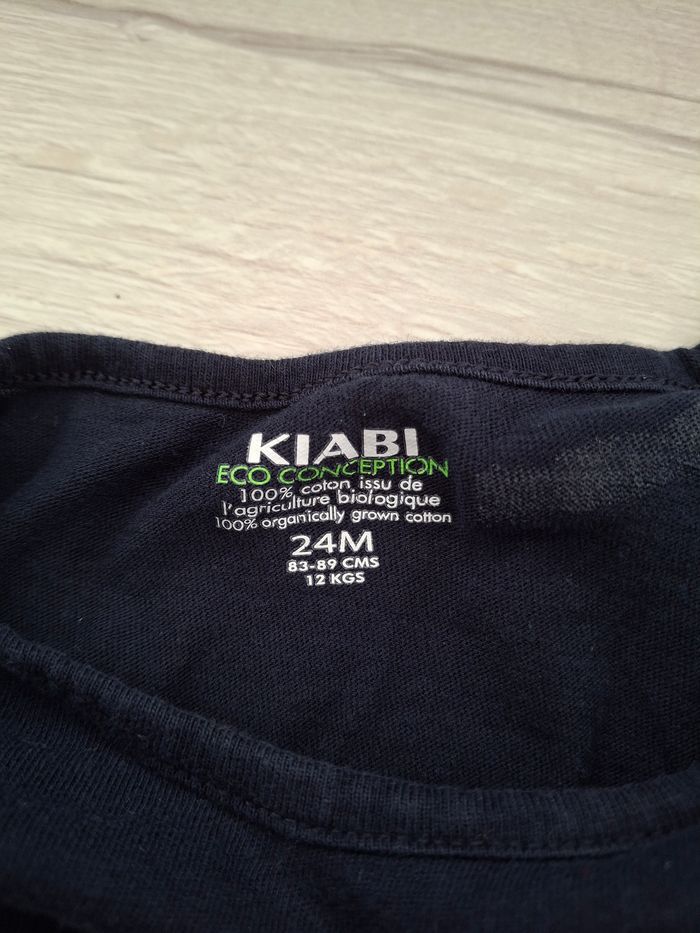 KIABI
ECO CONCEPTION
100% coton issu de
l'agriculture biologique
100% organically grown cotton
24M
83-89 CMS
12 KGS